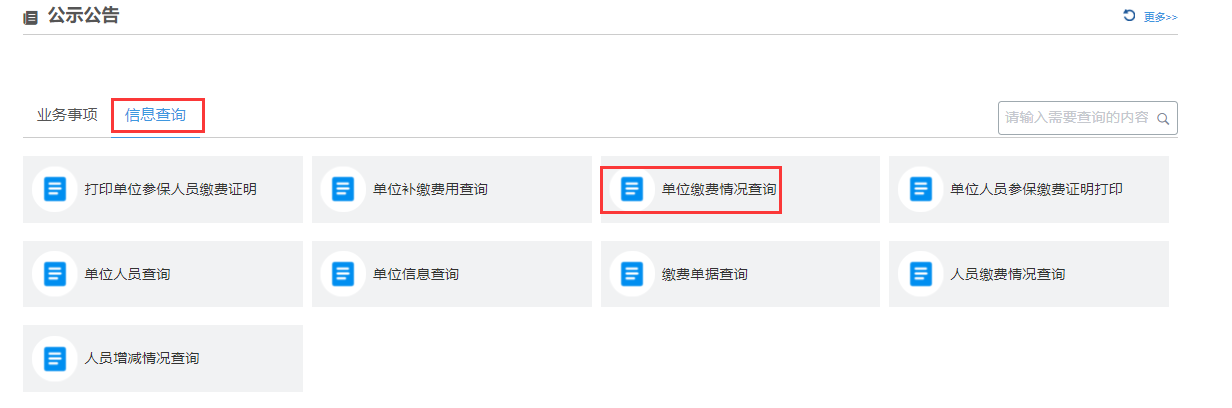 公示公告
更多>>
业务事项 信息查询 请输入需要查询的内容
打印单位参保人员缴费证明 单位补缴费用查询 单位缴费情况查询 单位人员参保缴费证明打印
单位人员查询 单位信息查询 缴费单据查询 人员缴费情况查询
人员增减情况查询